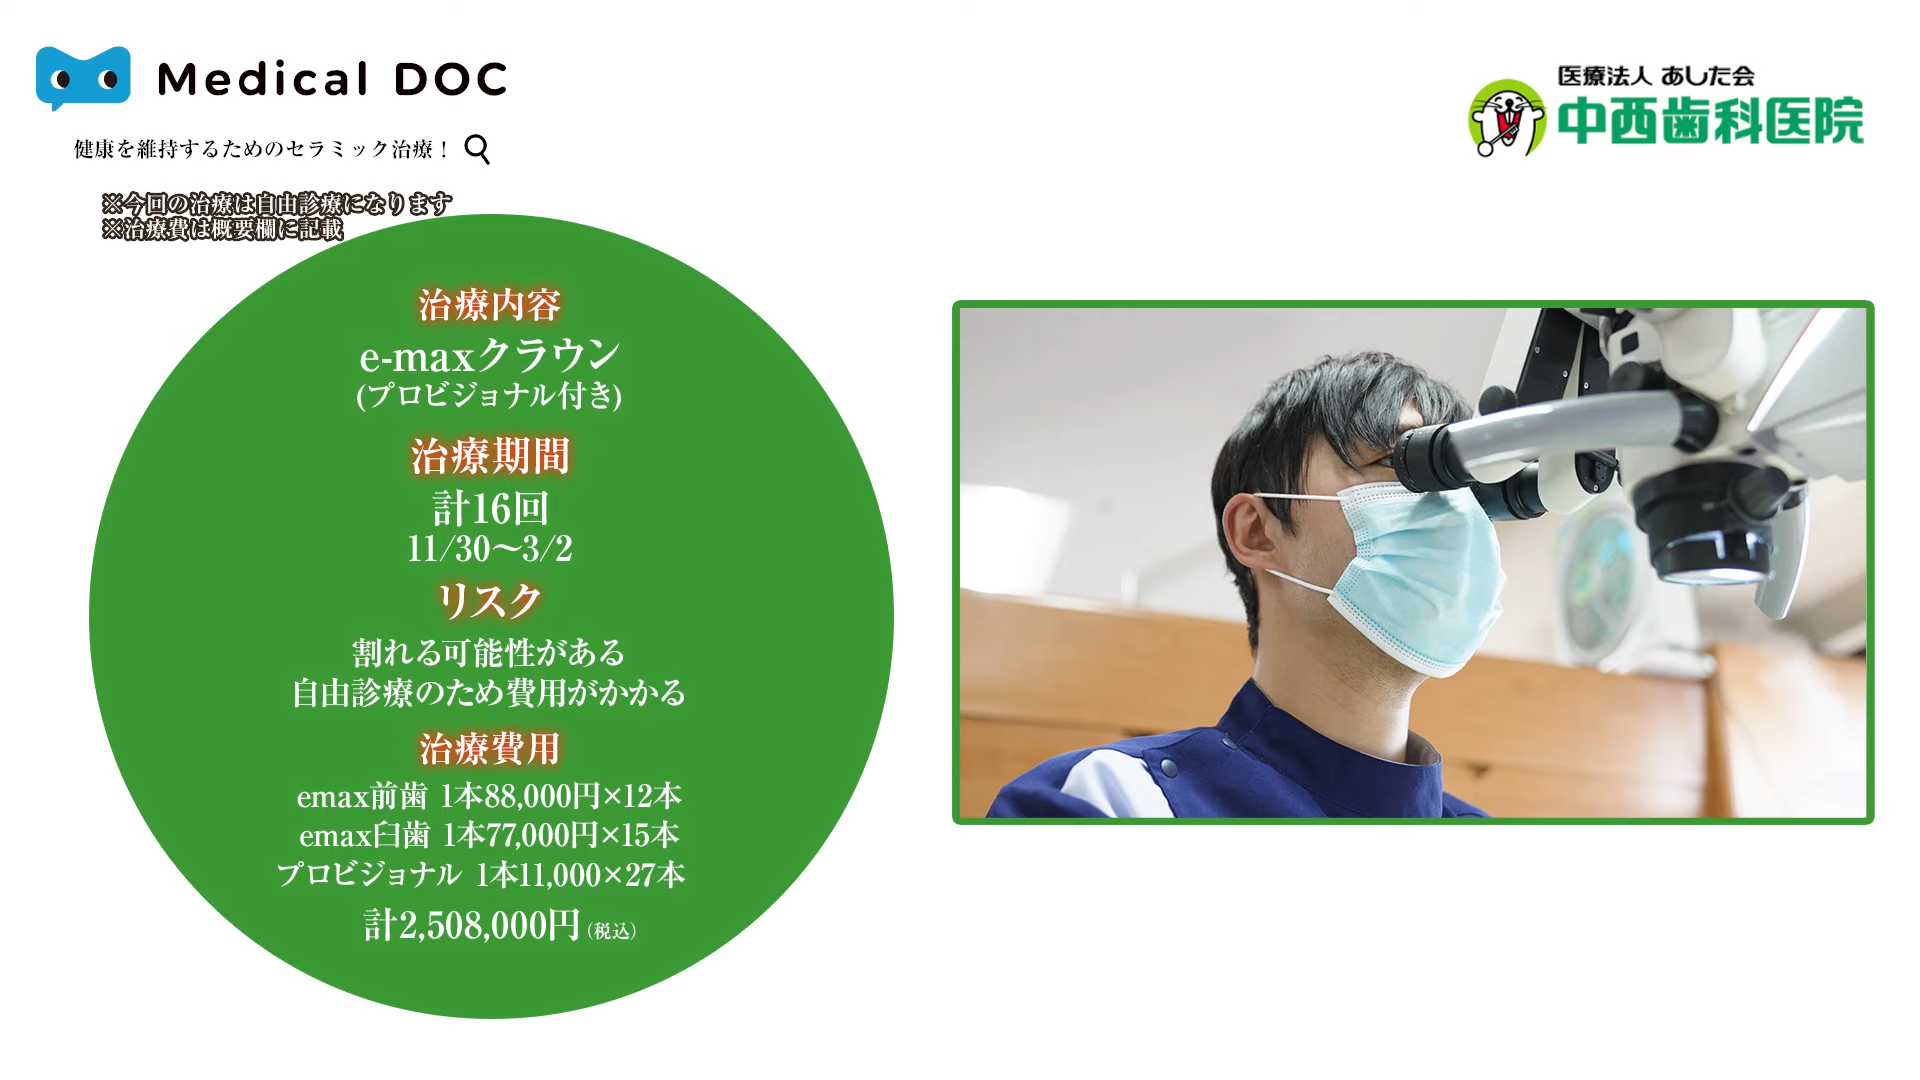 Medical DOC
健康を維持するためのセラミック治療！
※今回の治療は自由診療になります
※治療費は概要欄に記載
医療法人 あした会
中西歯科医院
治療内容
e-maxクラウン
(プロビジョナル付き)
治療期間
計16回
11/30〜3/2
リスク
割れる可能性がある
自由診療のため費用がかかる
治療費用
emax前歯 1本88,000円×12本
emax臼歯 1本77,000円×15本
プロビジョナル 1本11,000×27本
計2,508,000円(税込)